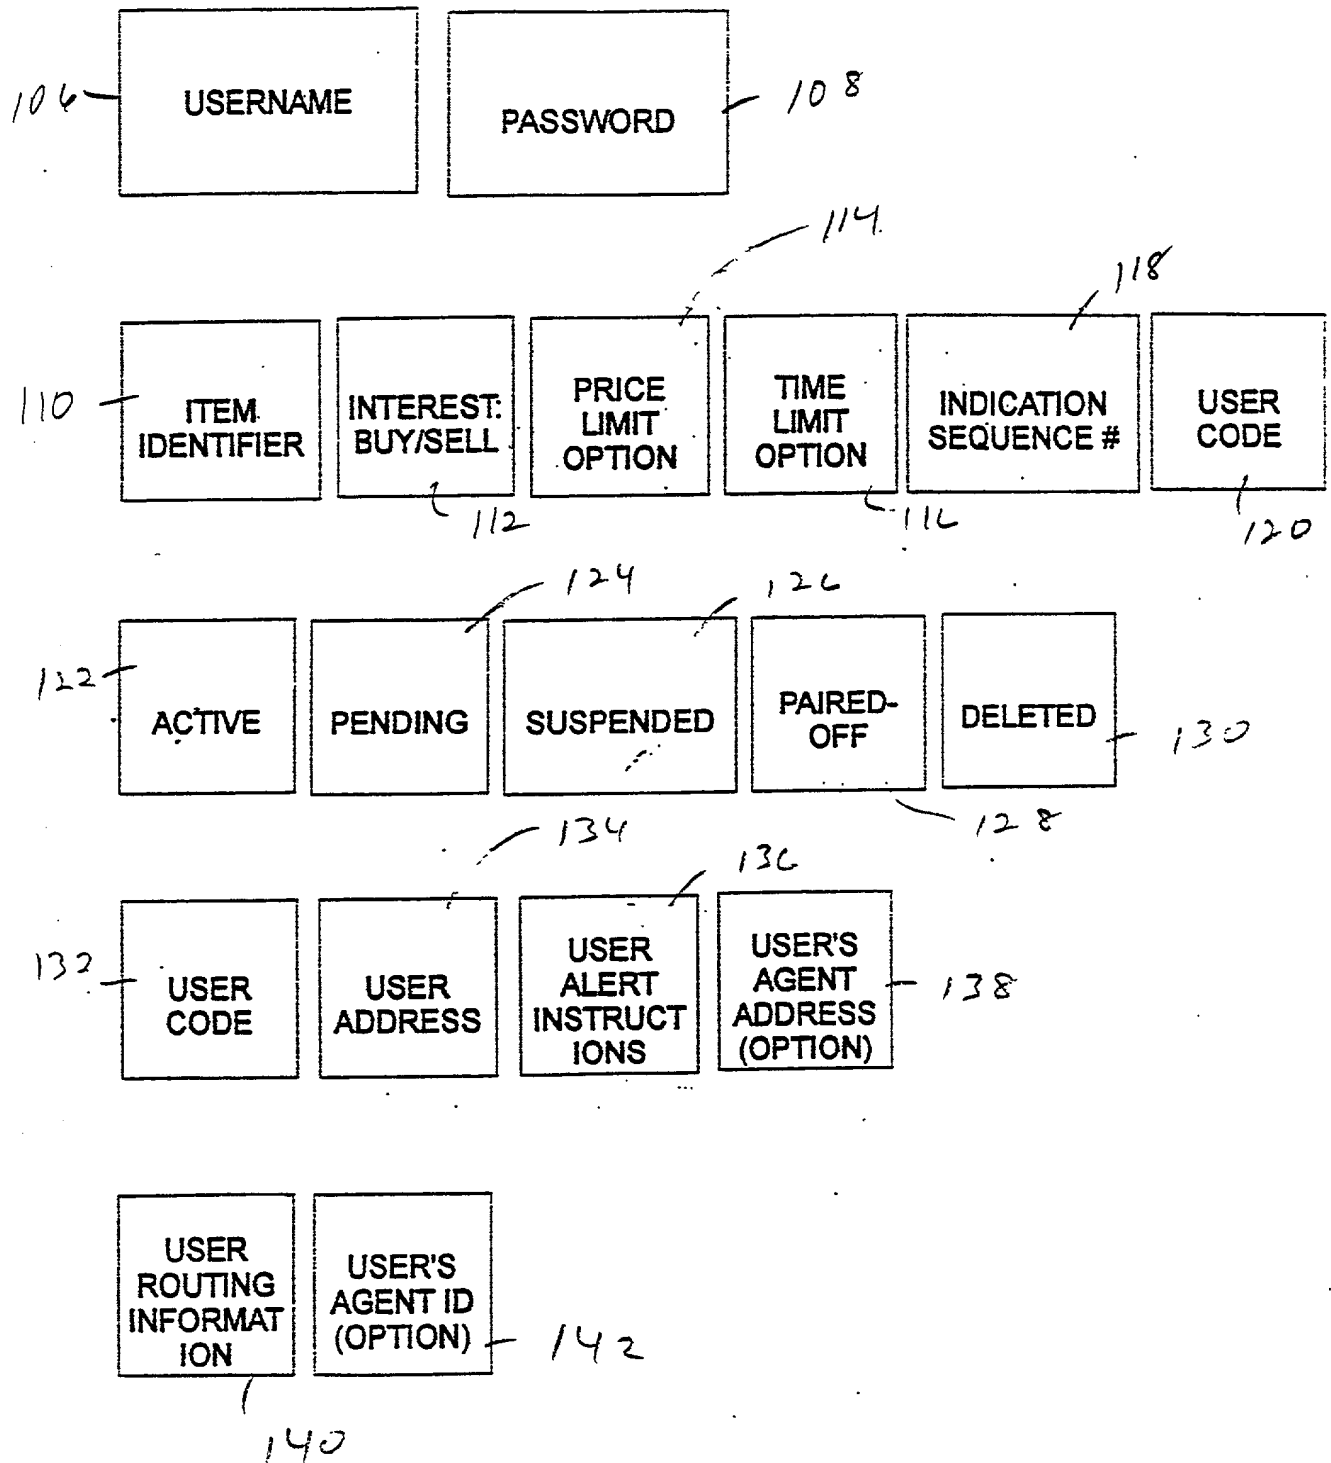 106 USERNAME
PASSWORD 108
114
118
110 ITEM
IDENTIFIER
INTEREST:
BUY/SELL
PRICE
LIMIT
OPTION
TIME
LIMIT
OPTION
INDICATION
SEQUENCE #
USER
CODE
112
116
120
124
126
122
ACTIVE
PENDING
SUSPENDED
PAIRED-
OFF
DELETED
130
128
134
136
132
USER
CODE
USER
ADDRESS
USER
ALERT
INSTRUCT
IONS
USER'S
AGENT
ADDRESS
(OPTION)
138
USER
ROUTING
INFORMAT
ION
USER'S
AGENT ID
(OPTION)
142
140